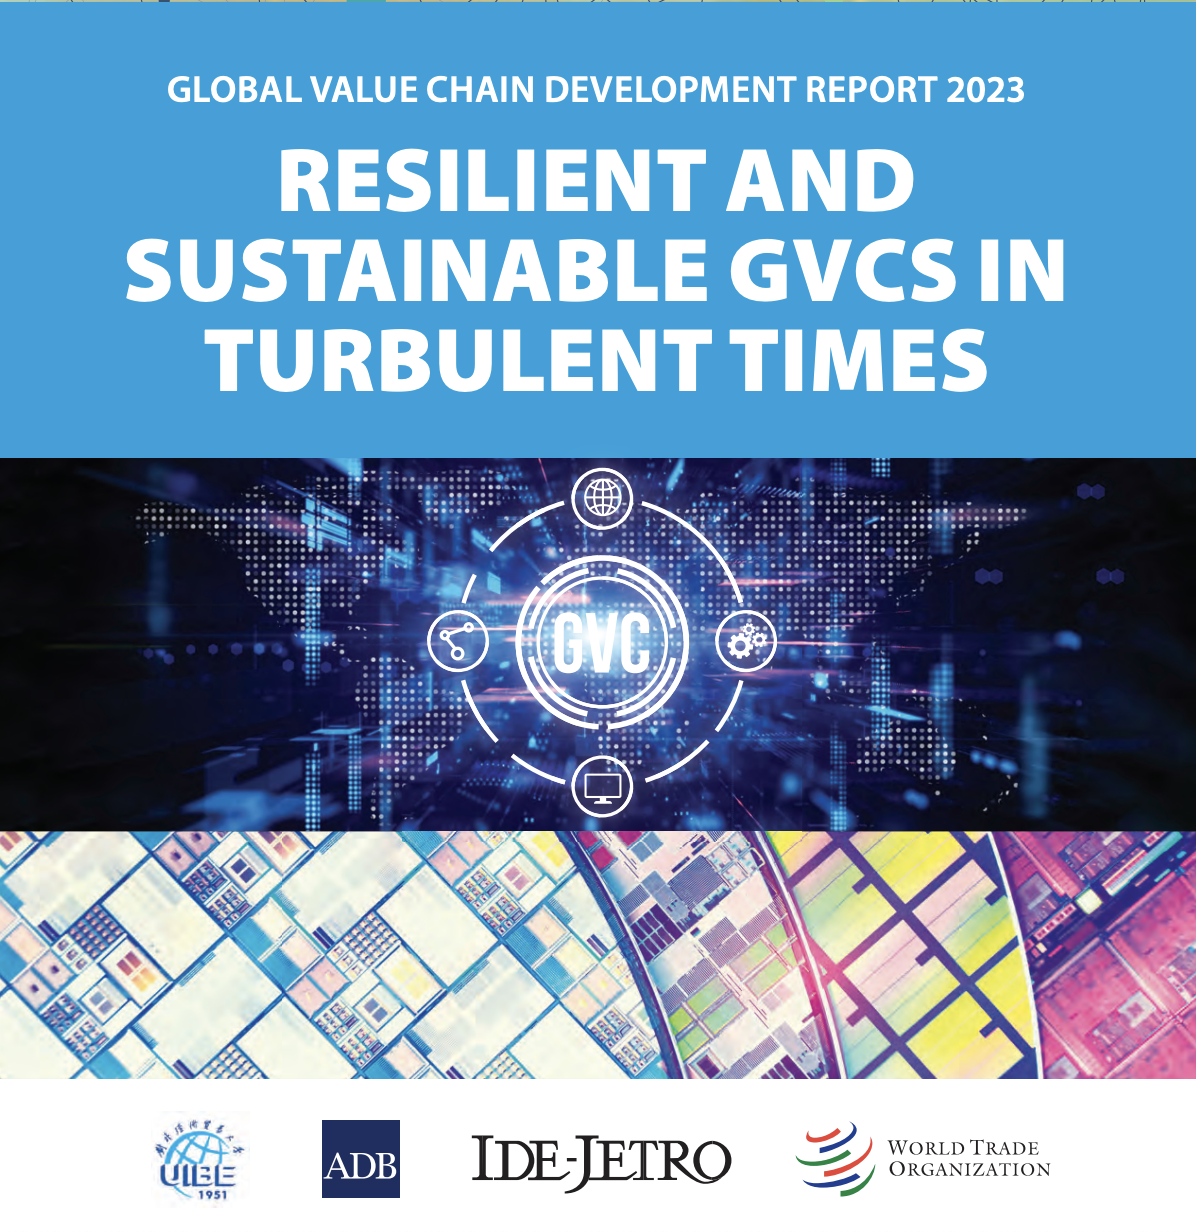 GLOBAL VALUE CHAIN DEVELOPMENT REPORT 2023
RESILIENT AND
SUSTAINABLE GVCS IN
TURBULENT TIMES
GVC
UIBE
1951
ADB
IDE-JETRO
WORLD TRADE
ORGANIZATION